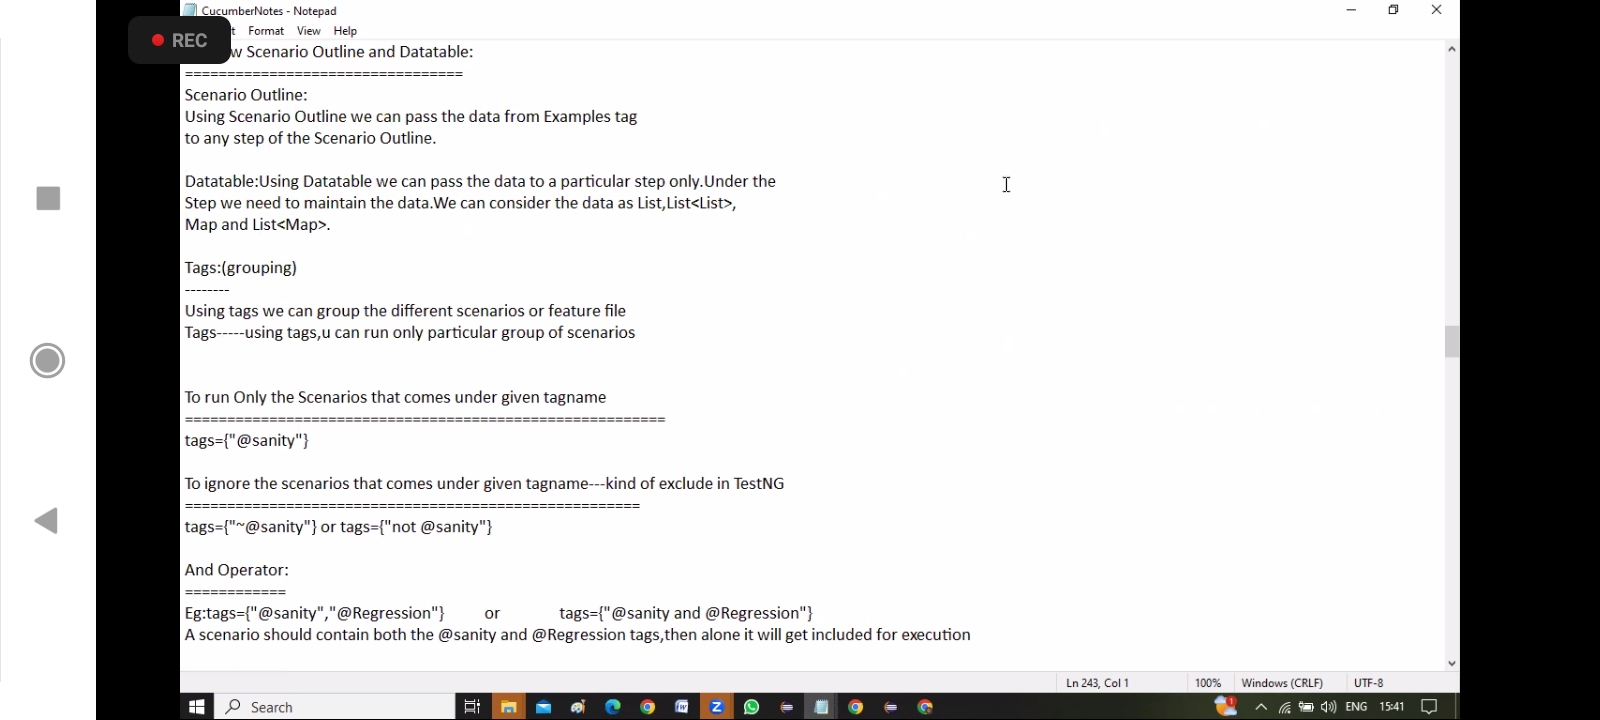 CucumberNotes - Notepad
Format View Help
REC
Scenario Outline and Datatable:
=================================
Scenario Outline:
Using Scenario Outline we can pass the data from Examples tag
to any step of the Scenario Outline.
Datatable:Using Datatable we can pass the data to a particular step only.Under the
Step we need to maintain the data.We can consider the data as List,List<List>,
Map and List<Map>.
Tags:(grouping)
--------
Using tags we can group the different scenarios or feature file
Tags-----using tags,u can run only particular group of scenarios
To run Only the Scenarios that comes under given tagname
=========================================================
tags={"@sanity"}
To ignore the scenarios that comes under given tagname---kind of exclude in TestNG
======================================================
tags={"~@sanity"} or tags={"not @sanity"}
And Operator:
============
Eg:tags={"@sanity","@Regression"} or tags={"@sanity and @Regression"}
A scenario should contain both the @sanity and @Regression tags,then alone it will get included for execution
Ln 243, Col 1 100% Windows (CRLF) UTF-8
Search ENG 15:41